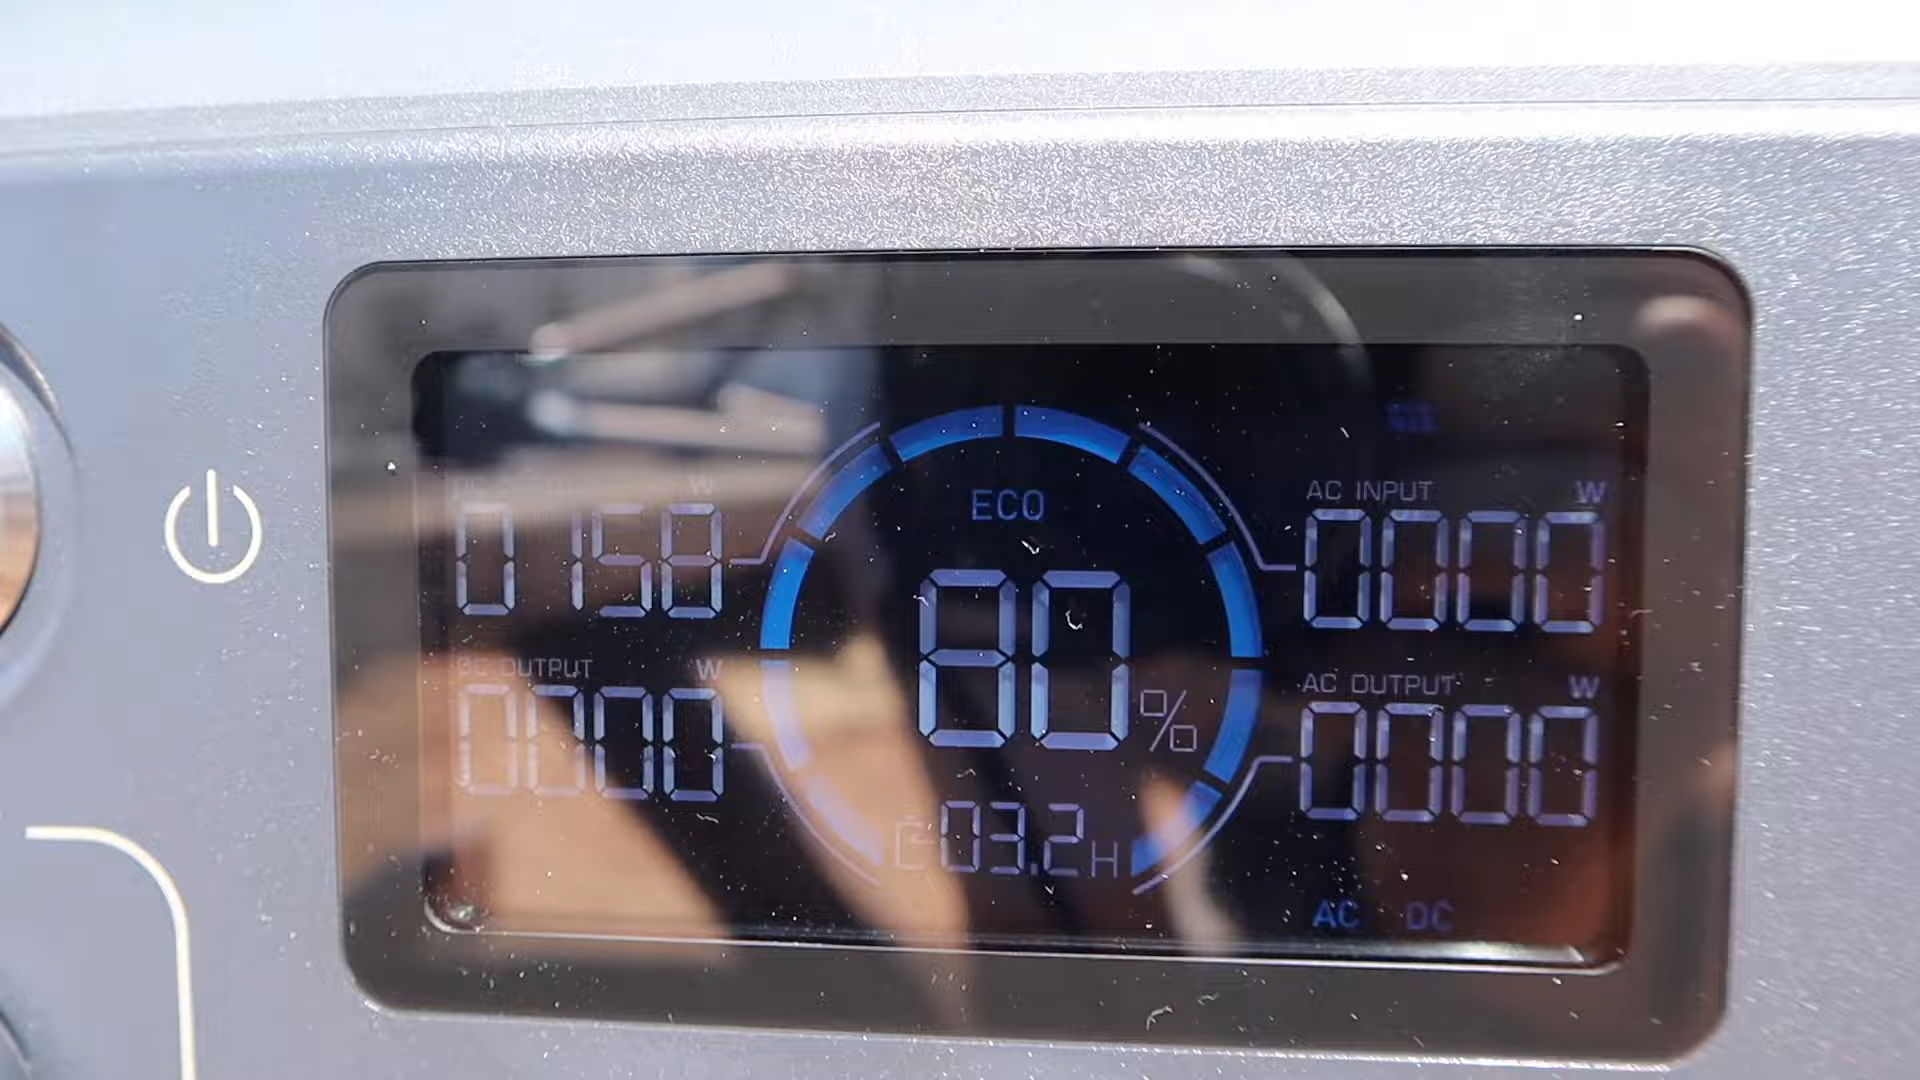 W
0158
ECO
AC INPUT W
0000
80%
DC OUTPUT W
0000
AC OUTPUT W
0000
03.2H
AC DC